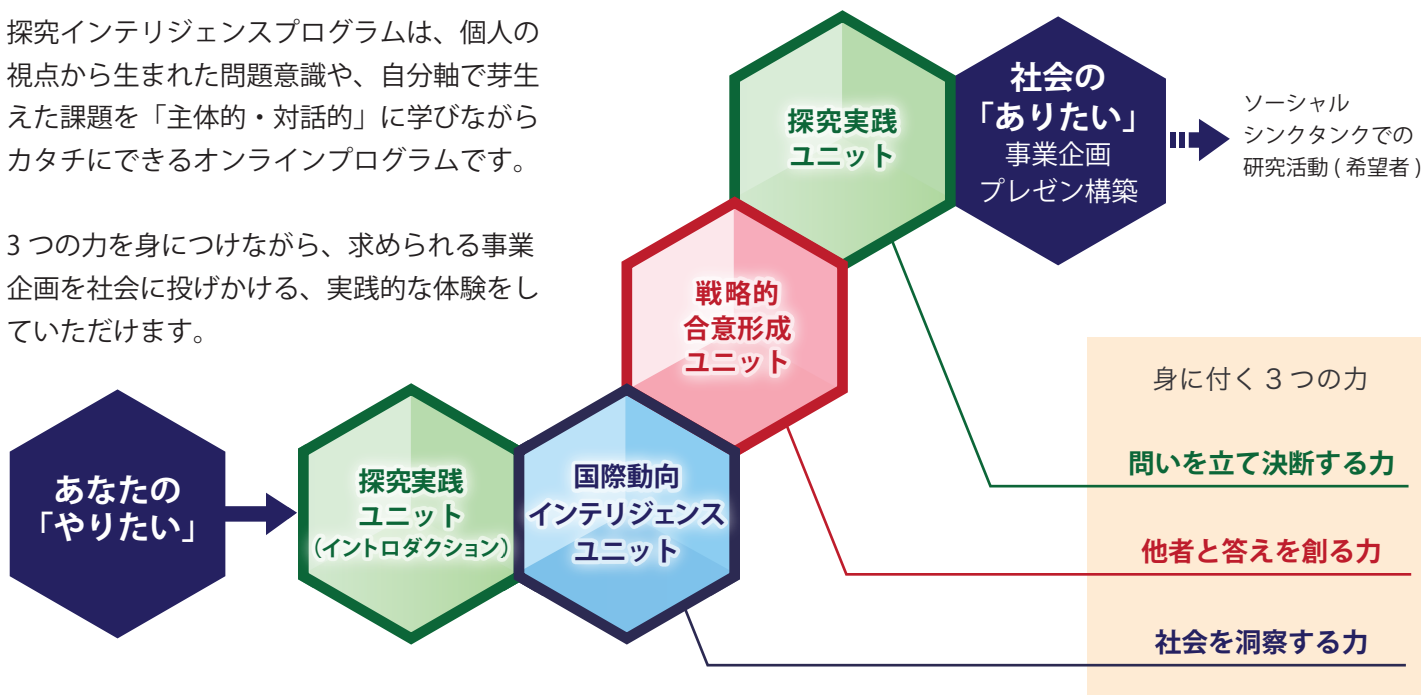 探究インテリジェンスプログラムは、個人の
視点から生まれた問題意識や、自分軸で芽生
えた課題を「主体的・対話的」に学びながら
カタチにできるオンラインプログラムです。
3 つの力を身につけながら、求められる事業
企画を社会に投げかける、実践的な体験をし
ていただけます。
あなたの
「やりたい」
探究実践
ユニット
（イントロダクション）
国際動向
インテリジェンス
ユニット
戦略的
合意形成
ユニット
探究実践
ユニット
社会の
「ありたい」
事業企画
プレゼン構築
ソーシャル
シンクタンクでの
研究活動 ( 希望者 )
身に付く 3 つの力
問いを立て決断する力
他者と答えを創る力
社会を洞察する力